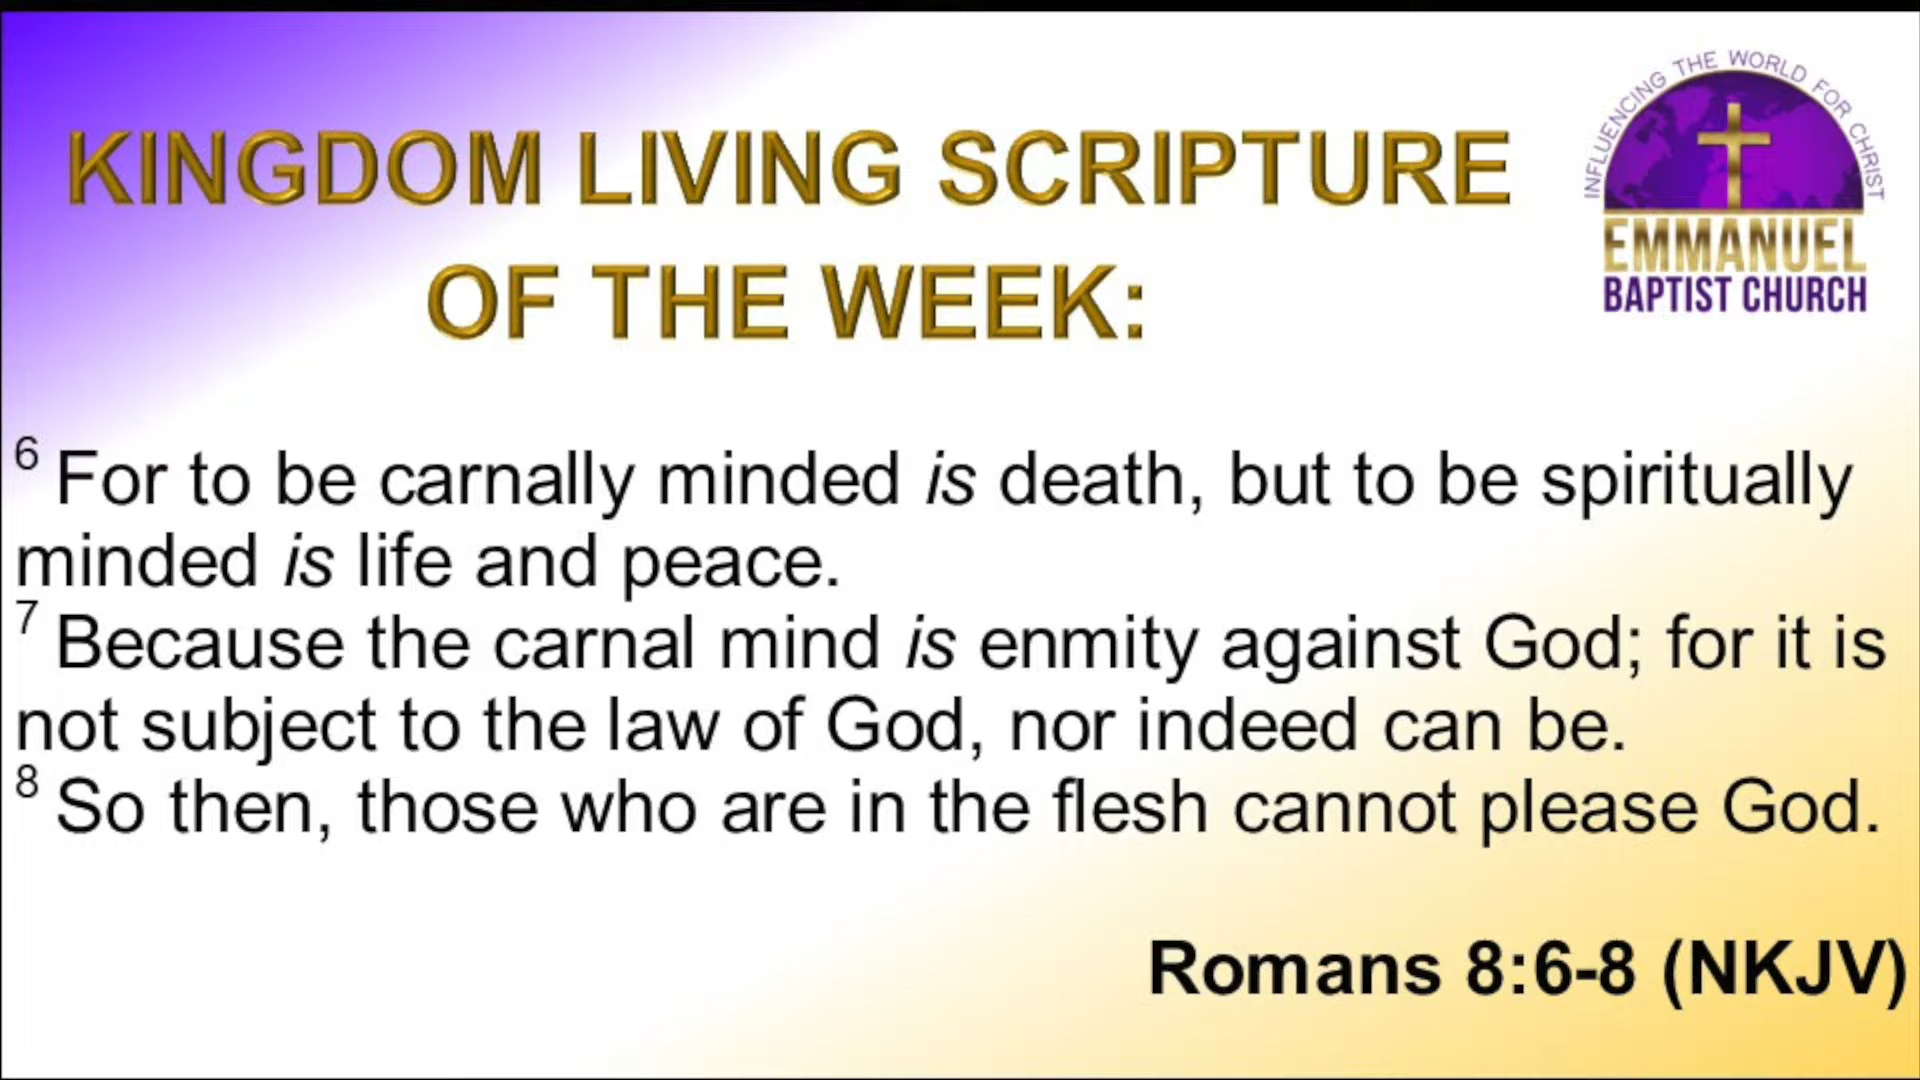 KINGDOM LIVING SCRIPTURE
OF THE WEEK:
INFLUENCING THE WORLD FOR CHRIST
EMMANUEL
BAPTIST CHURCH
6 For to be carnally minded is death, but to be spiritually
minded is life and peace.
7 Because the carnal mind is enmity against God; for it is
not subject to the law of God, nor indeed can be.
8 So then, those who are in the flesh cannot please God.
Romans 8:6-8 (NKJV)